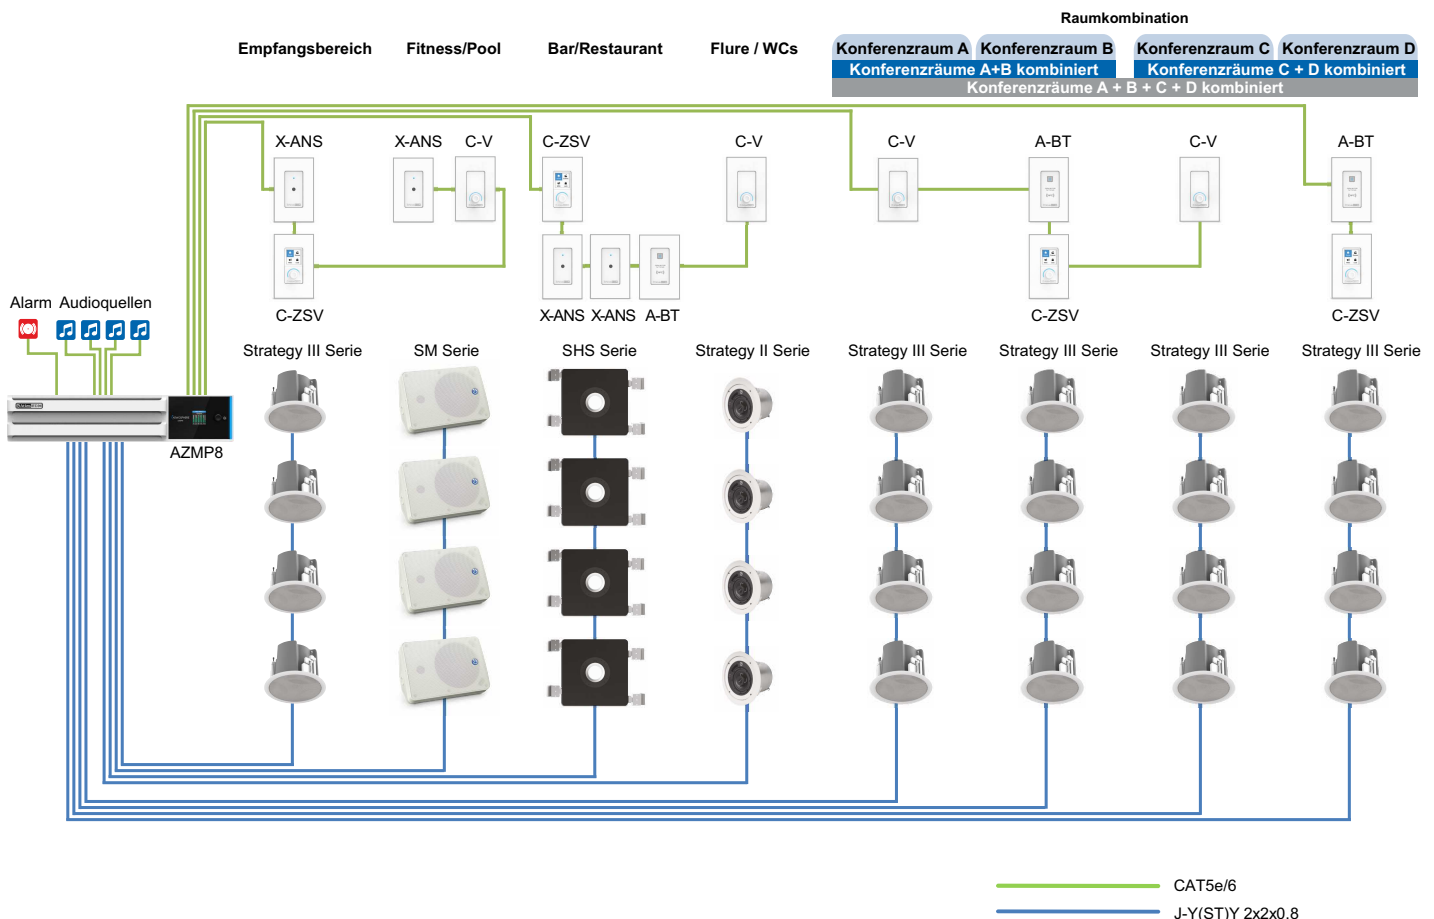 Raumkombination
Empfangsbereich Fitness/Pool Bar/Restaurant Flure / WCs Konferenzraum A Konferenzraum B Konferenzraum C Konferenzraum D
Konferenzräume A+B kombiniert Konferenzräume C + D kombiniert
Konferenzräume A + B + C + D kombiniert
X-ANS X-ANS C-V C-ZSV C-V C-V A-BT C-V A-BT
Alarm Audioquellen
C-ZSV X-ANS X-ANS A-BT C-ZSV C-ZSV
Strategy III Serie SM Serie SHS Serie Strategy II Serie Strategy III Serie Strategy III Serie Strategy III Serie Strategy III Serie
AZMP8
CAT5e/6
J-Y(ST)Y 2x2x0,8